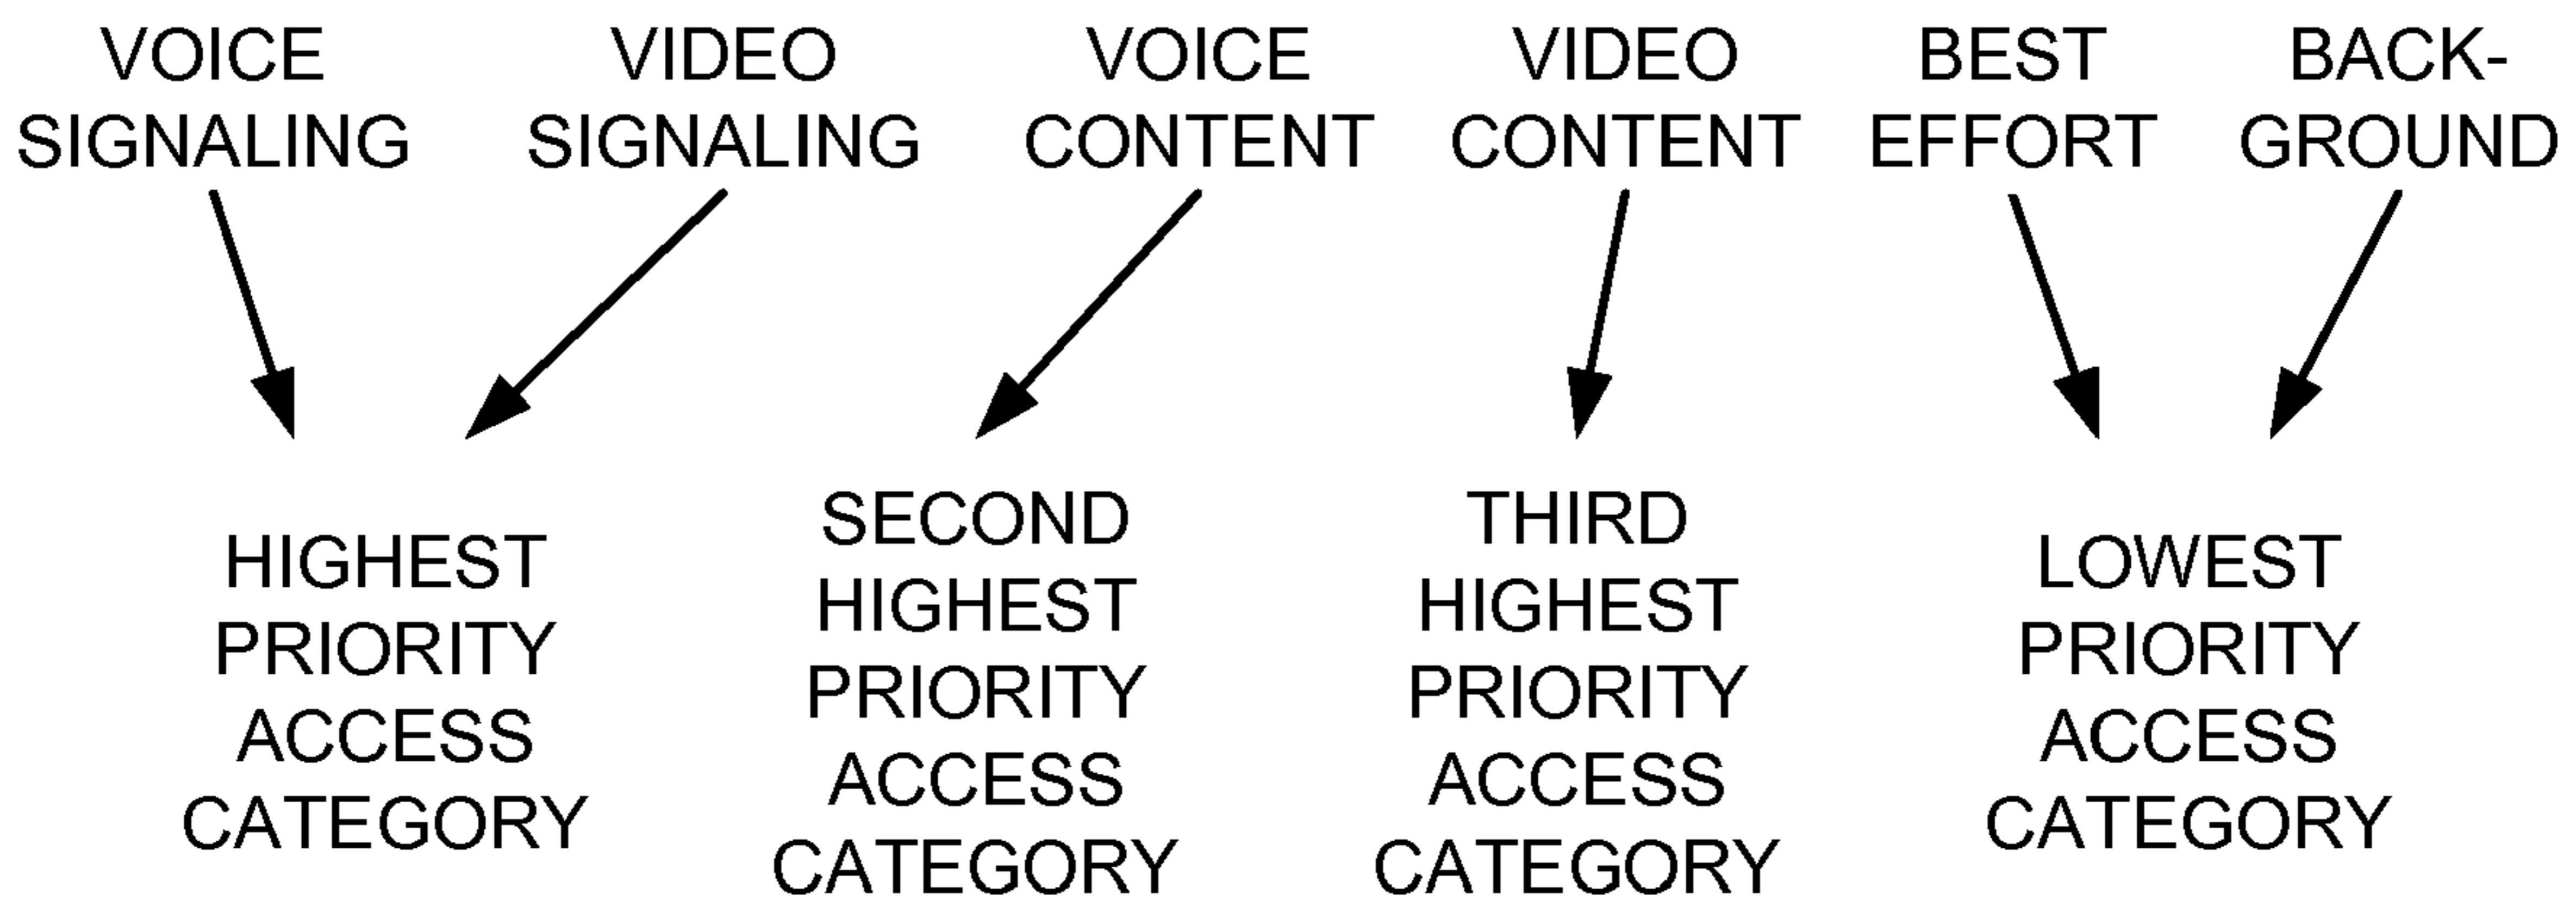 VOICE
SIGNALING
VIDEO
SIGNALING
VOICE
CONTENT
VIDEO
CONTENT
BEST
EFFORT
BACK-
GROUND
HIGHEST
PRIORITY
ACCESS
CATEGORY
SECOND
HIGHEST
PRIORITY
ACCESS
CATEGORY
THIRD
HIGHEST
PRIORITY
ACCESS
CATEGORY
LOWEST
PRIORITY
ACCESS
CATEGORY